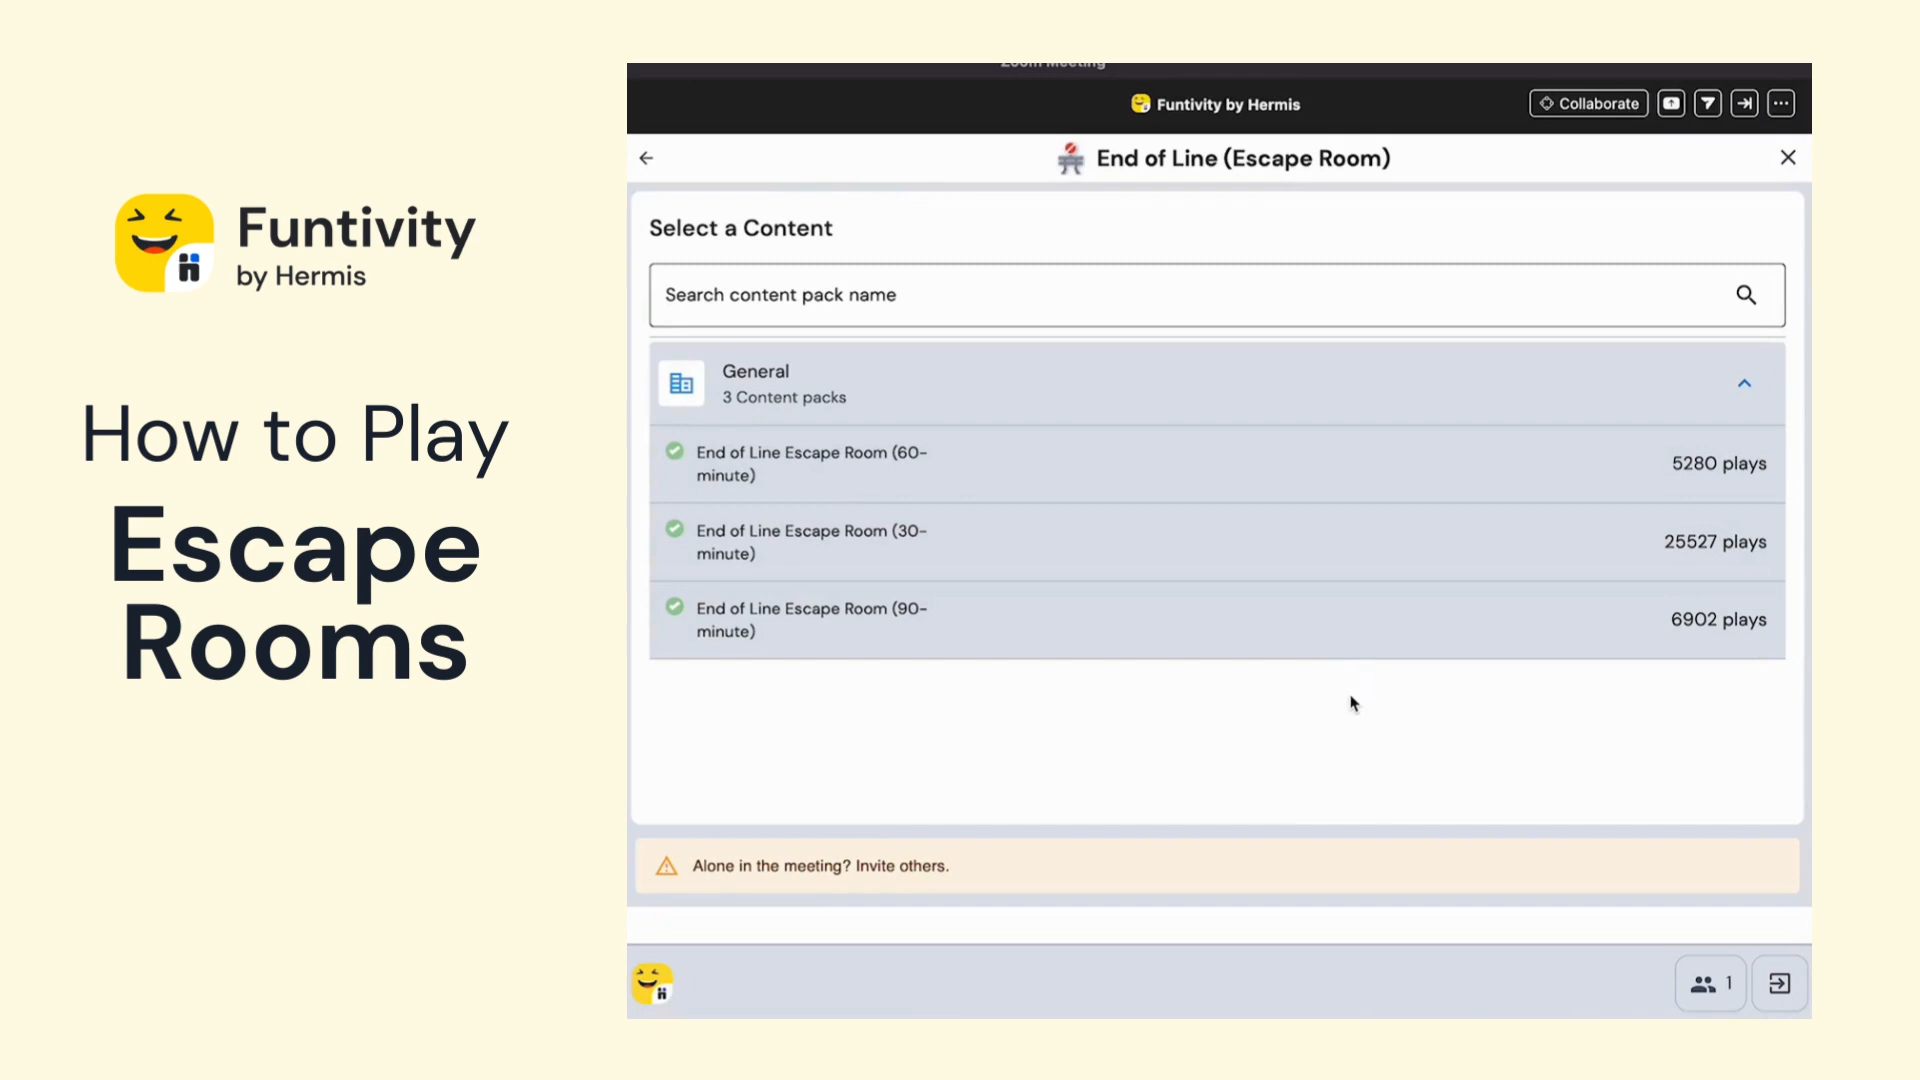 Funtivity
by Hermis
How to Play
Escape
Rooms
Zoom Meeting
Funtivity by Hermis
Collaborate
End of Line (Escape Room)
Select a Content
Search content pack name
General
3 Content packs
End of Line Escape Room (60-
minute)
5280 plays
End of Line Escape Room (30-
minute)
25527 plays
End of Line Escape Room (90-
minute)
6902 plays
Alone in the meeting? Invite others.
1